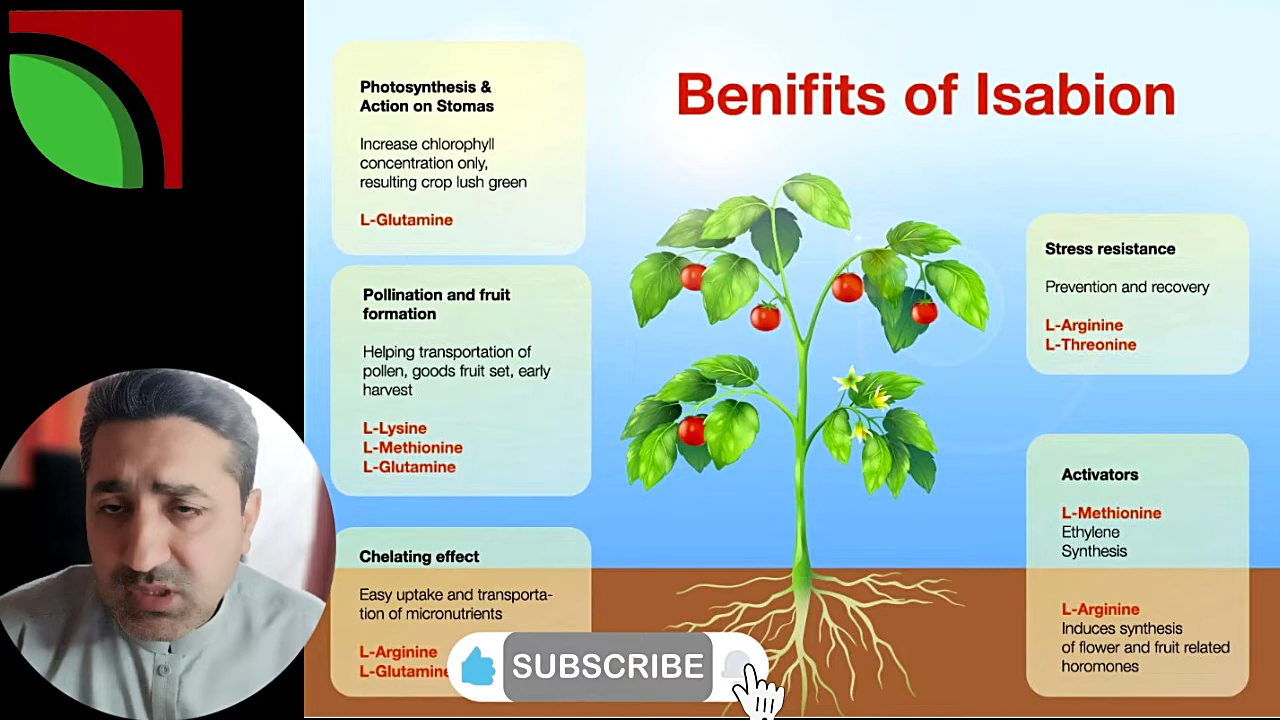 Benifits of Isabion
Photosynthesis &
Action on Stomas
Increase chlorophyll
concentration only,
resulting crop lush green
L-Glutamine
Pollination and fruit
formation
Helping transportation of
pollen, goods fruit set, early
harvest
L-Lysine
L-Methionine
L-Glutamine
Chelating effect
Easy uptake and transporta-
tion of micronutrients
L-Arginine
L-Glutamine
Stress resistance
Prevention and recovery
L-Arginine
L-Threonine
Activators
L-Methionine
Ethylene
Synthesis
L-Arginine
Induces synthesis
of flower and fruit related
horomones
SUBSCRIBE